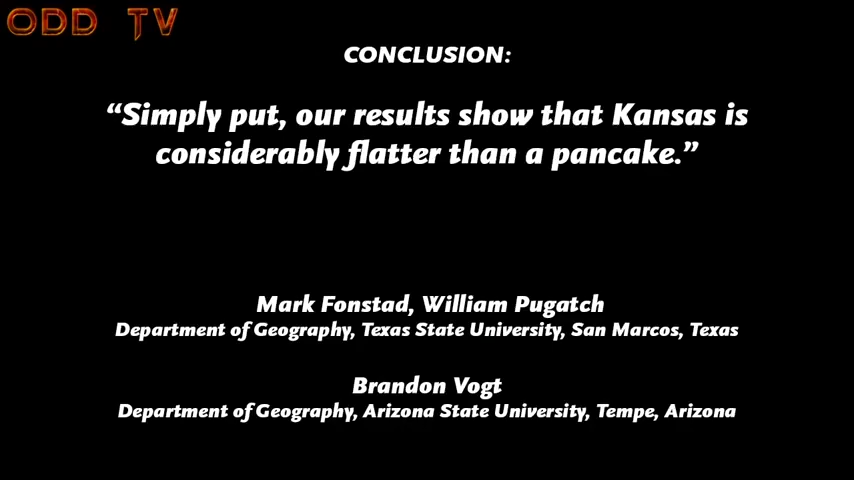 ODD TV
CONCLUSION:
“Simply put, our results show that Kansas is
considerably flatter than a pancake.”
Mark Fonstad, William Pugatch
Department of Geography, Texas State University, San Marcos, Texas
Brandon Vogt
Department of Geography, Arizona State University, Tempe, Arizona